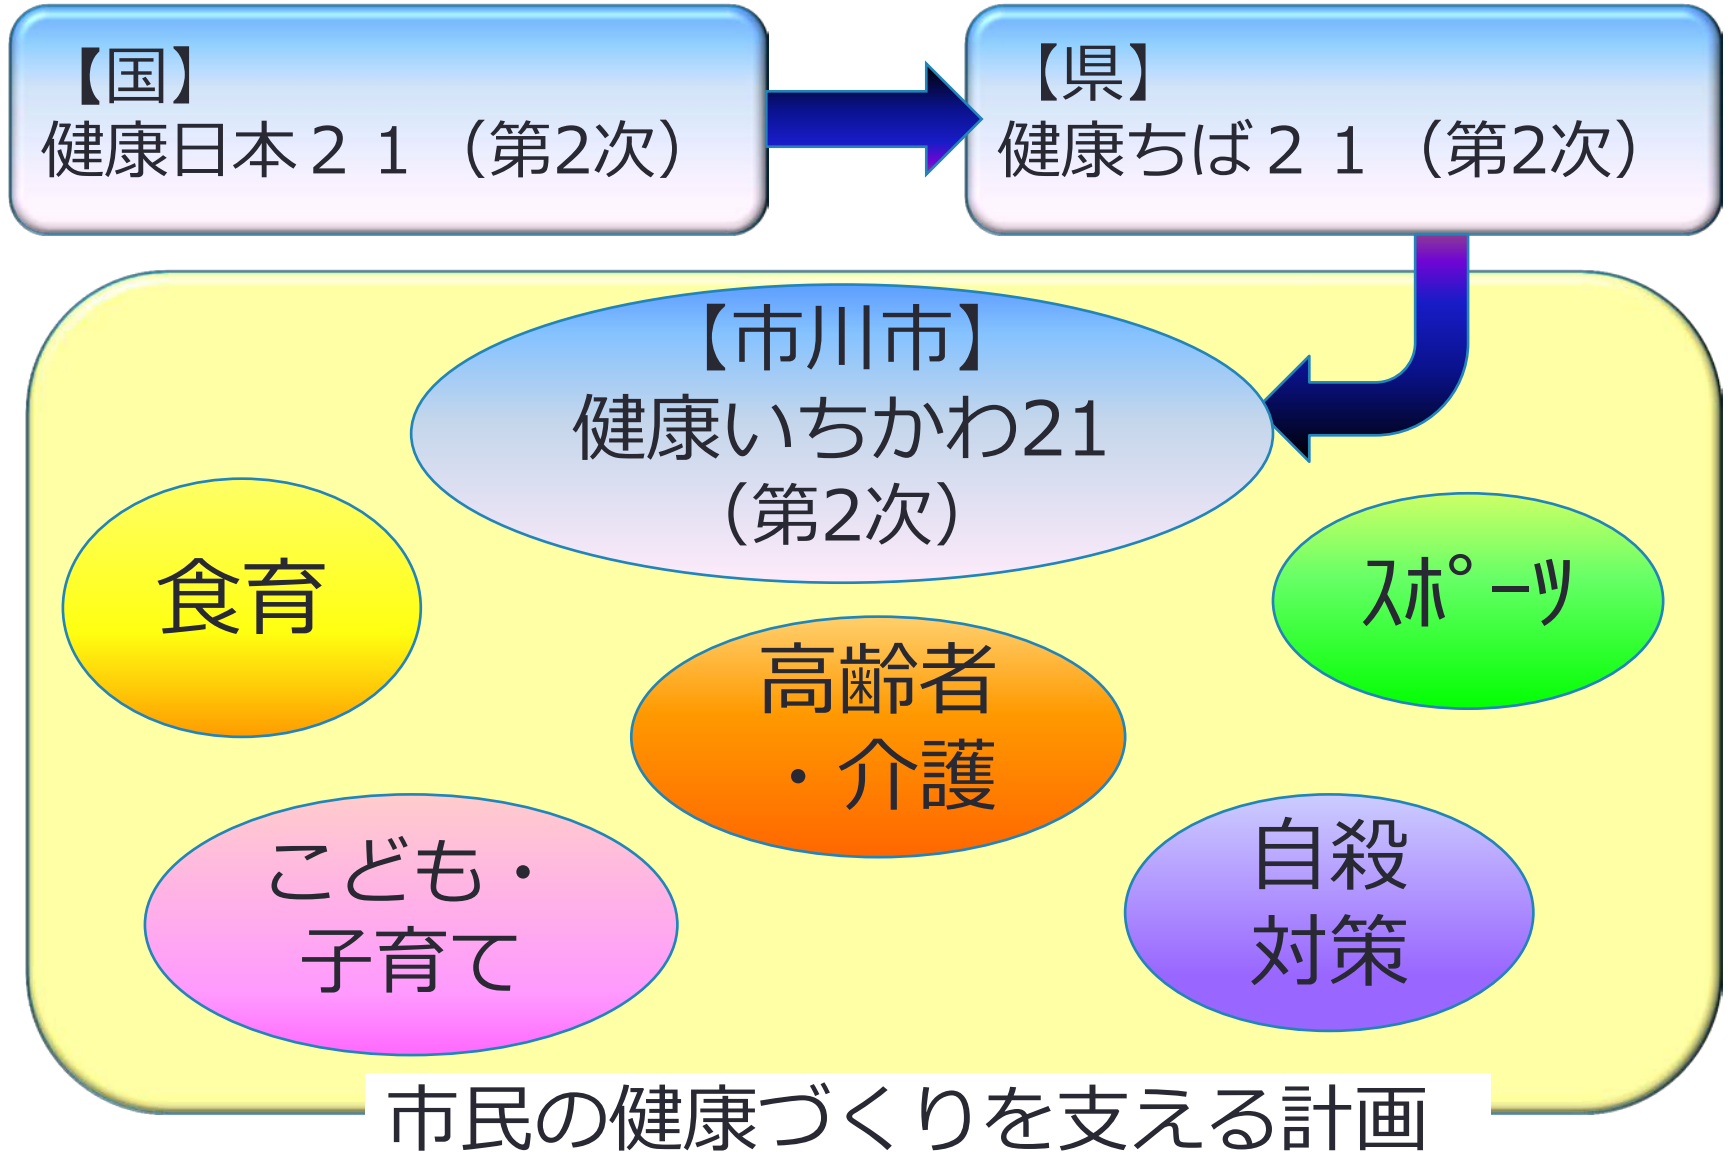 【国】
健康日本２１（第2次）
【県】
健康ちば２１（第2次）
【市川市】
健康いちかわ21
（第2次）
食育
ｽﾎﾟｰﾂ
高齢者
・介護
こども・
子育て
自殺
対策
市民の健康づくりを支える計画